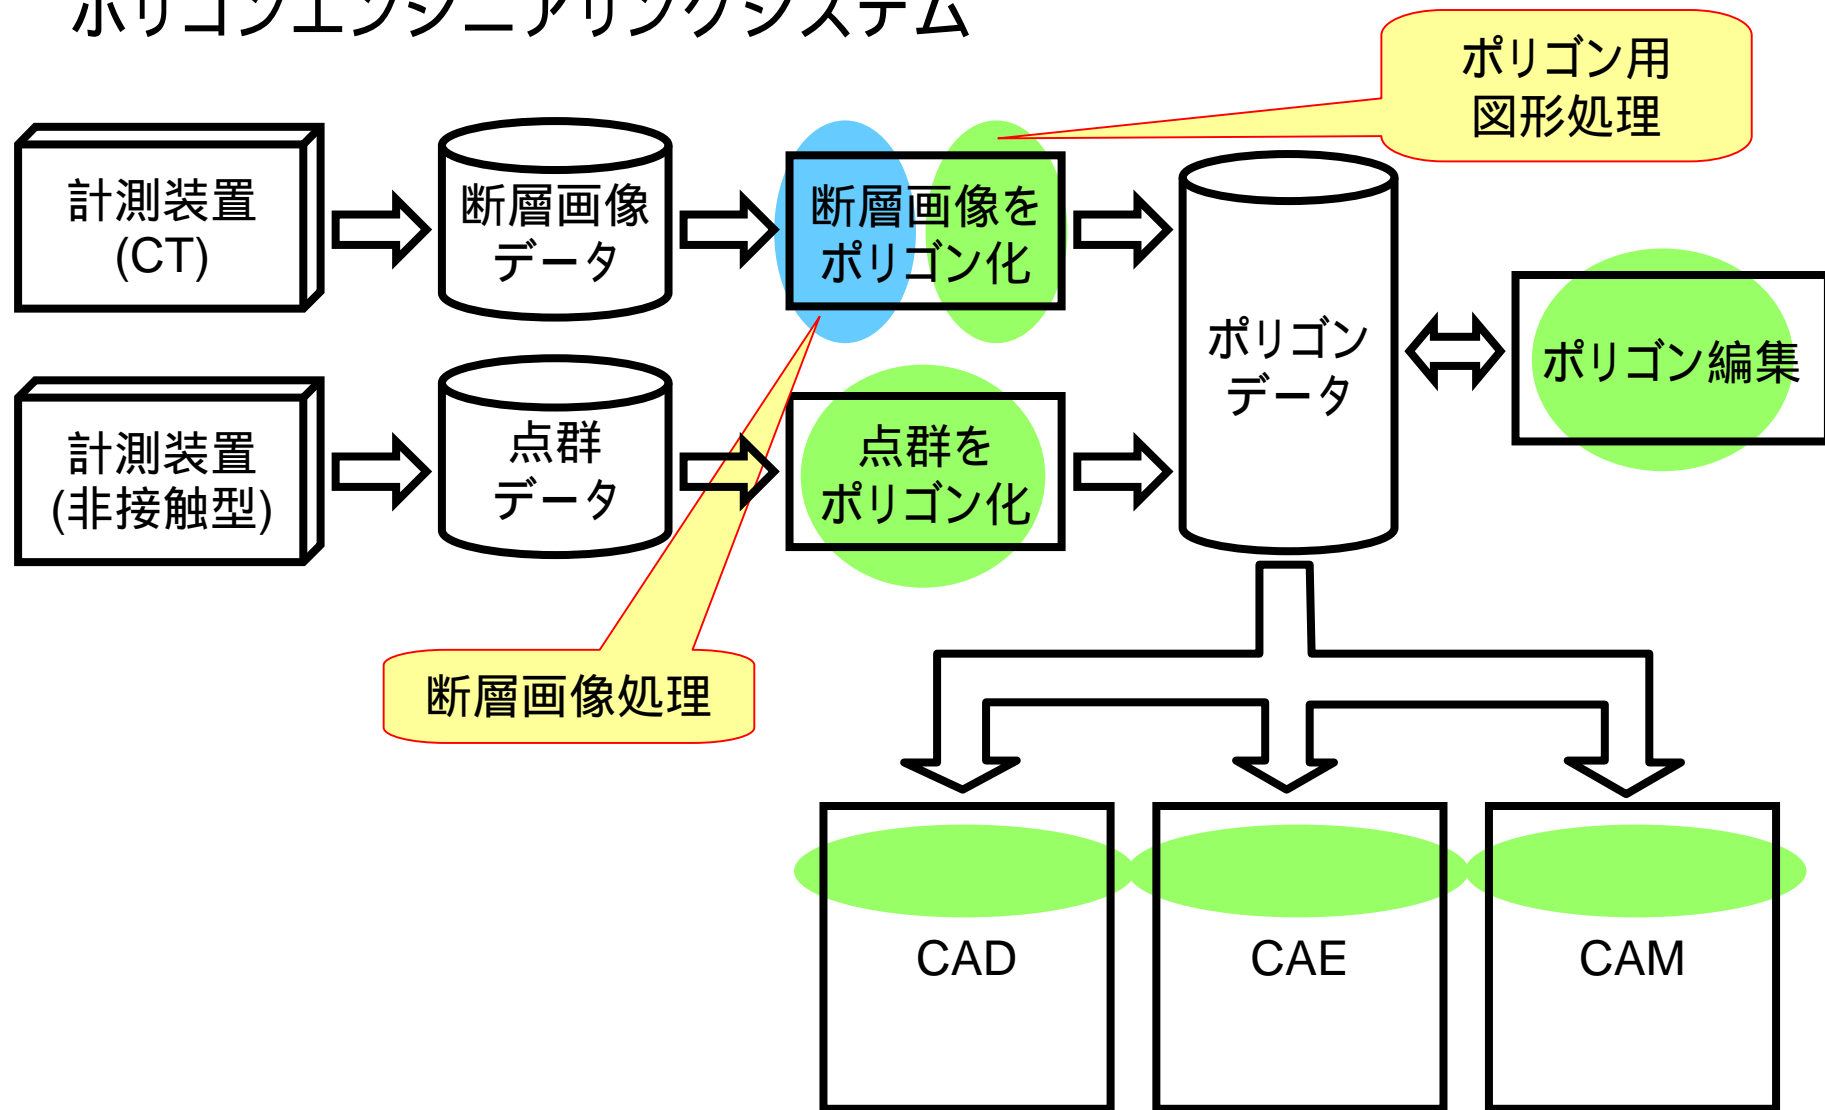 ポリゴンエンジニアリングシステム
ポリゴン用
図形処理
計測装置
(CT)
断層画像
データ
断層画像を
ポリゴン化
ポリゴン
データ
ポリゴン編集
計測装置
(非接触型)
点群
データ
点群を
ポリゴン化
断層画像処理
CAD
CAE
CAM